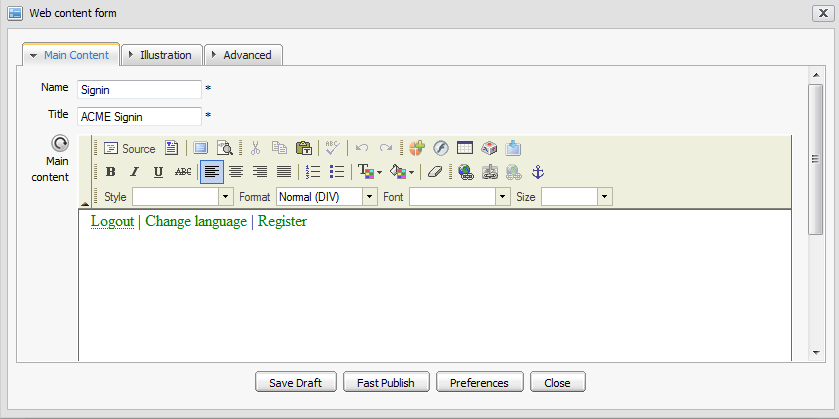 Web content form
Main Content Illustration Advanced
Name Signin *
Title ACME Signin *
Main content
Source
ABC
B I U ABC
Style Format Normal (DIV) Font Size
Logout | Change language | Register
Save Draft Fast Publish Preferences Close